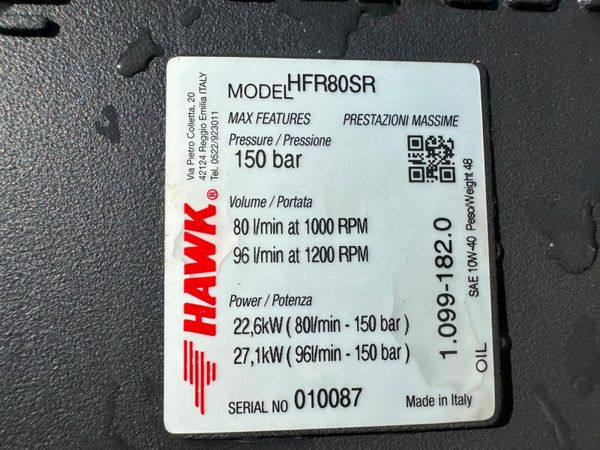 MODEL HFR80SR
MAX FEATURES PRESTAZIONI MASSIME
Pressure / Pressione
150 bar
Volume / Portata
80 l/min at 1000 RPM
96 l/min at 1200 RPM
Power / Potenza
22,6kW ( 80l/min - 150 bar )
27,1kW ( 96l/min - 150 bar )
SERIAL NO 010087
Made in Italy
Via Pietro Colletta, 20
42124 Reggio Emilia ITALY
Tel. 0522/923011
HAWK®
1.099-182.0
OIL SAE 10W-40 Peso/Weight 48